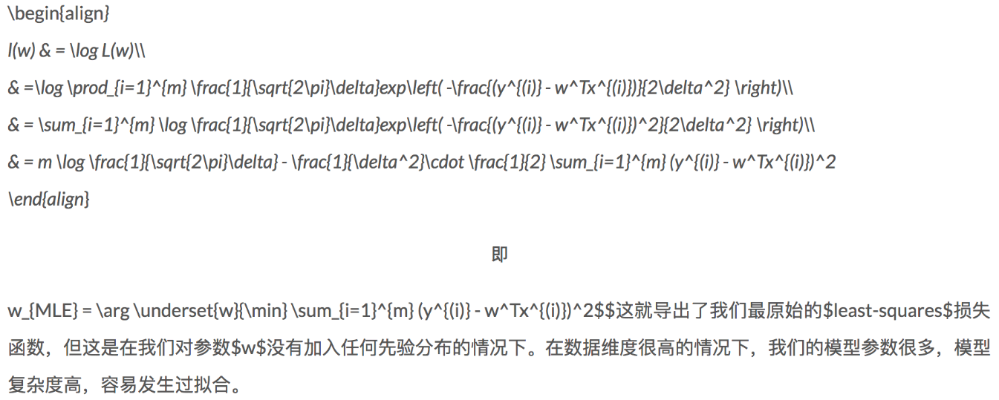 \begin{align}
l(w) & = \log L(w)\\
& =\log \prod_{i=1}^{m} \frac{1}{\sqrt{2\pi}\delta}exp\left( -\frac{(y^{(i)} - w^Tx^{(i)})}{2\delta^2} \right)\\
& = \sum_{i=1}^{m} \log \frac{1}{\sqrt{2\pi}\delta}exp\left( -\frac{(y^{(i)} - w^Tx^{(i)})^2}{2\delta^2} \right)\\
& = m \log \frac{1}{\sqrt{2\pi}\delta} - \frac{1}{\delta^2}\cdot \frac{1}{2} \sum_{i=1}^{m} (y^{(i)} - w^Tx^{(i)})^2
\end{align}
即
w_{MLE} = \arg \underset{w}{\min} \sum_{i=1}^{m} (y^{(i)} - w^Tx^{(i)})^2$$这就导出了我们最原始的$least-squares$损失
函数，但这是在我们对参数$w$没有加入任何先验分布的情况下。在数据维度很高的情况下，我们的模型参数很多，模型
复杂度高，容易发生过拟合。